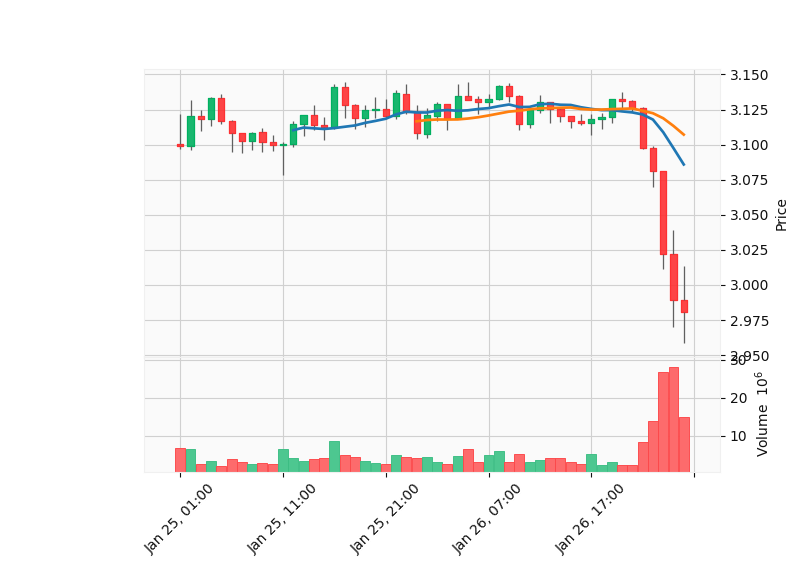 3.150
3.125
3.100
3.075
3.050
3.025
3.000
2.975
2.950
Price
30
20
10
Volume 10^6
Jan 25, 01:00
Jan 25, 11:00
Jan 25, 21:00
Jan 26, 07:00
Jan 26, 17:00